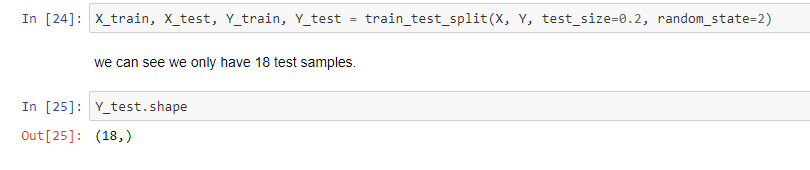 In [24]: X_train, X_test, Y_train, Y_test = train_test_split(X, Y, test_size=0.2, random_state=2)
we can see we only have 18 test samples.
In [25]: Y_test.shape
Out[25]: (18,)